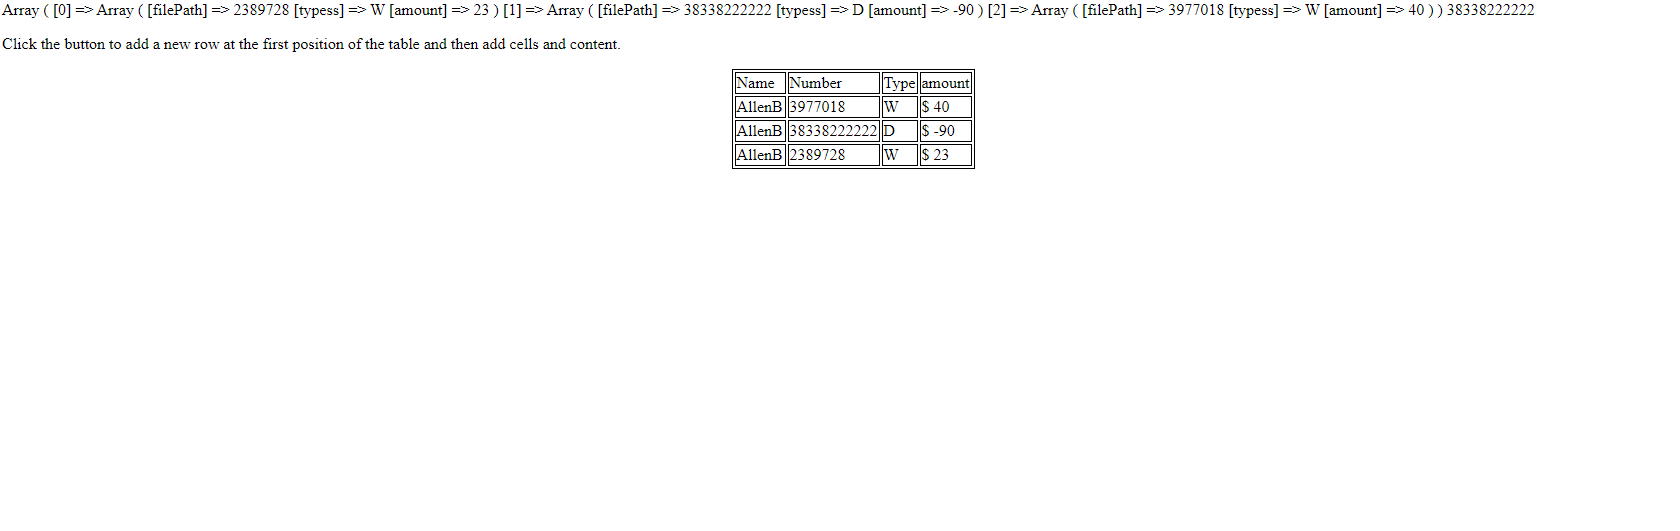 Array ( [0] => Array ( [filePath] => 2389728 [typess] => W [amount] => 23 ) [1] => Array ( [filePath] => 38338222222 [typess] => D [amount] => -90 ) [2] => Array ( [filePath] => 3977018 [typess] => W [amount] => 40 ) ) 38338222222
Click the button to add a new row at the first position of the table and then add cells and content.
Name Number Type amount
AllenB 3977018 W $ 40
AllenB 38338222222 D $ -90
AllenB 2389728 W $ 23